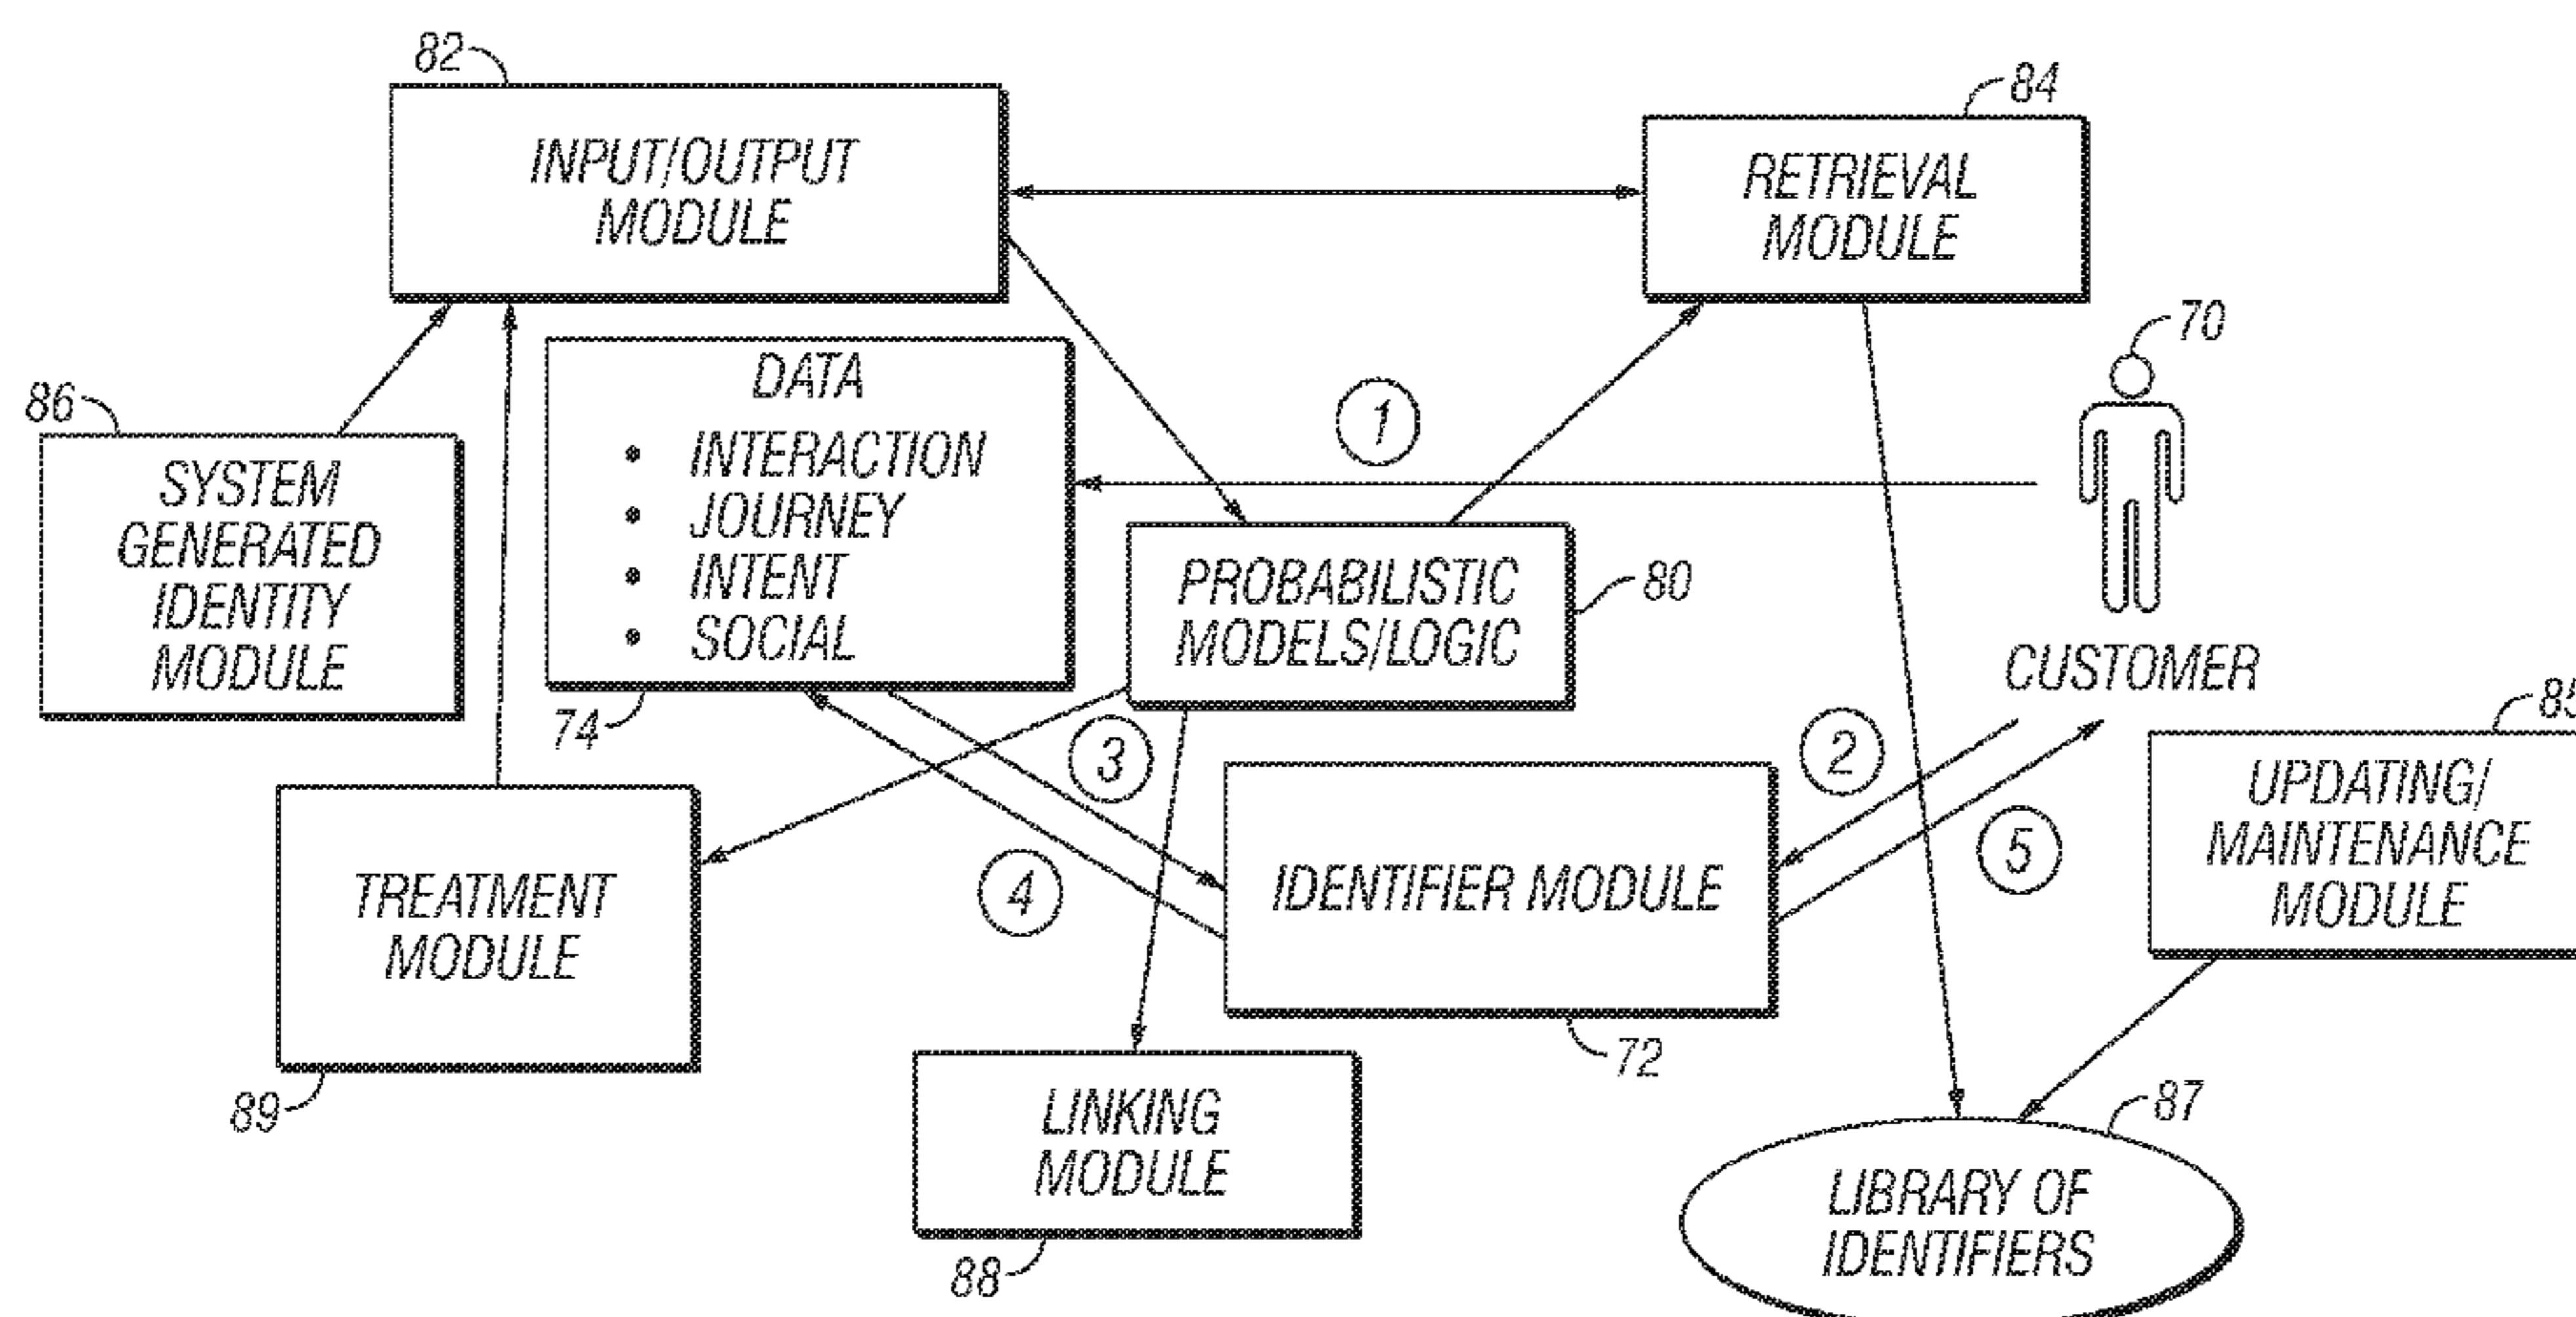 82
INPUT/OUTPUT
MODULE
84
RETRIEVAL
MODULE
70
CUSTOMER
86
SYSTEM
GENERATED
IDENTITY
MODULE
DATA
• INTERACTION
• JOURNEY
• INTENT
• SOCIAL
74
1
PROBABILISTIC
MODELS/LOGIC
80
3
4
2
5
UPDATING/
MAINTENANCE
MODULE
TREATMENT
MODULE
89
IDENTIFIER MODULE
72
LINKING
MODULE
88
87
LIBRARY OF
IDENTIFIERS